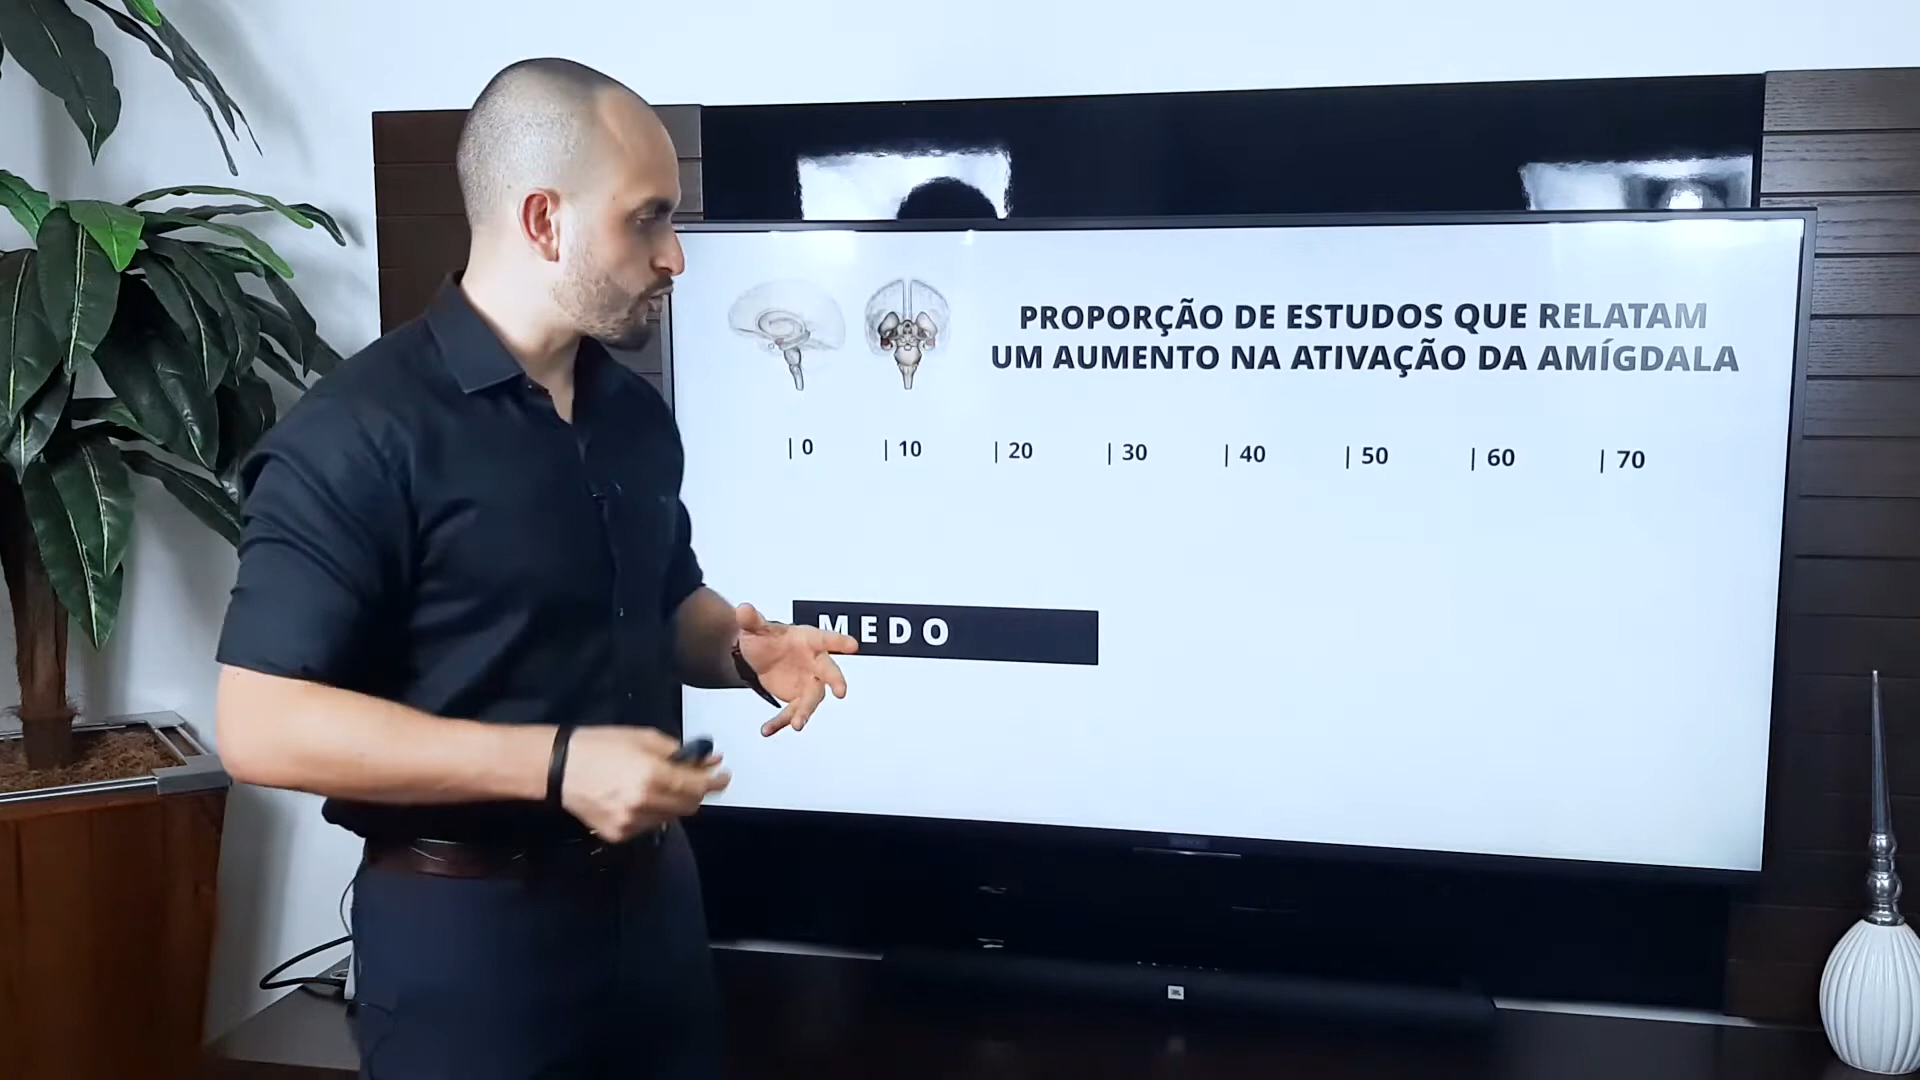 PROPORÇÃO DE ESTUDOS QUE RELATAM
UM AUMENTO NA ATIVAÇÃO DA AMÍGDALA
| 0 | 10 | 20 | 30 | 40 | 50 | 60 | 70
MEDO
JBL